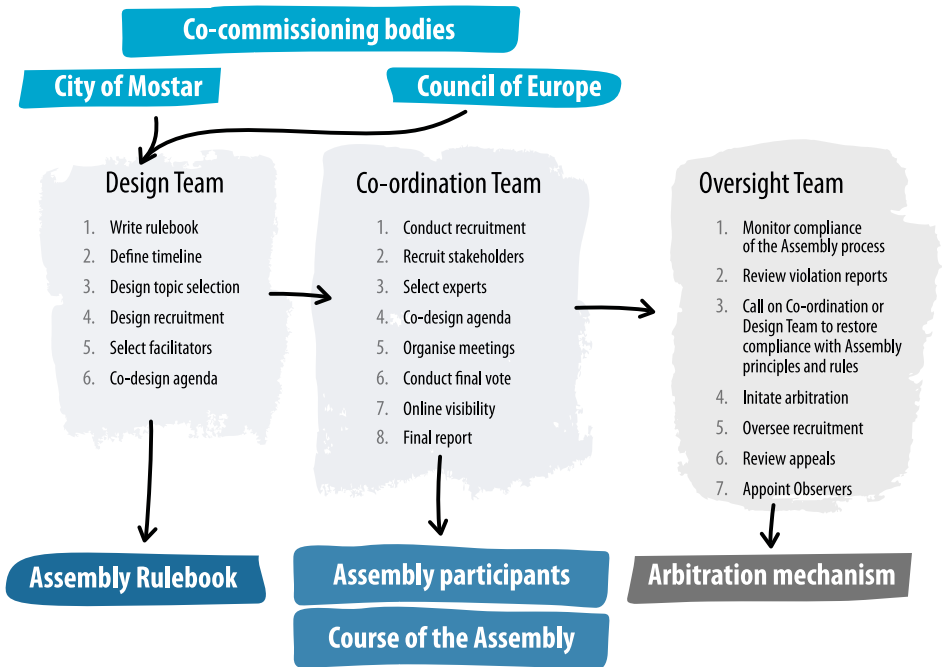 Co-commissioning bodies
City of Mostar
Council of Europe
Design Team
1. Write rulebook
2. Define timeline
3. Design topic selection
4. Design recruitment
5. Select facilitators
6. Co-design agenda
Co-ordination Team
1. Conduct recruitment
2. Recruit stakeholders
3. Select experts
4. Co-design agenda
5. Organise meetings
6. Conduct final vote
7. Online visibility
8. Final report
Oversight Team
1. Monitor compliance
of the Assembly process
2. Review violation reports
3. Call on Co-ordination or
Design Team to restore
compliance with Assembly
principles and rules
4. Initate arbitration
5. Oversee recruitment
6. Review appeals
7. Appoint Observers
Assembly Rulebook
Assembly participants
Course of the Assembly
Arbitration mechanism